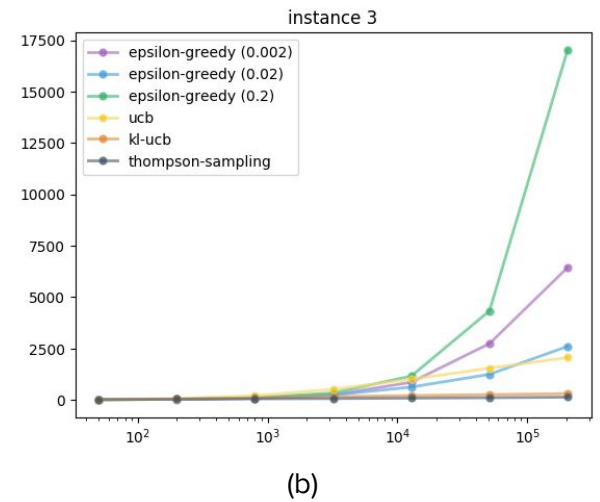 instance 3
17500
15000
12500
10000
7500
5000
2500
0
epsilon-greedy (0.002)
epsilon-greedy (0.02)
epsilon-greedy (0.2)
ucb
kl-ucb
thompson-sampling
10²
10³
10⁴
10⁵
(b)